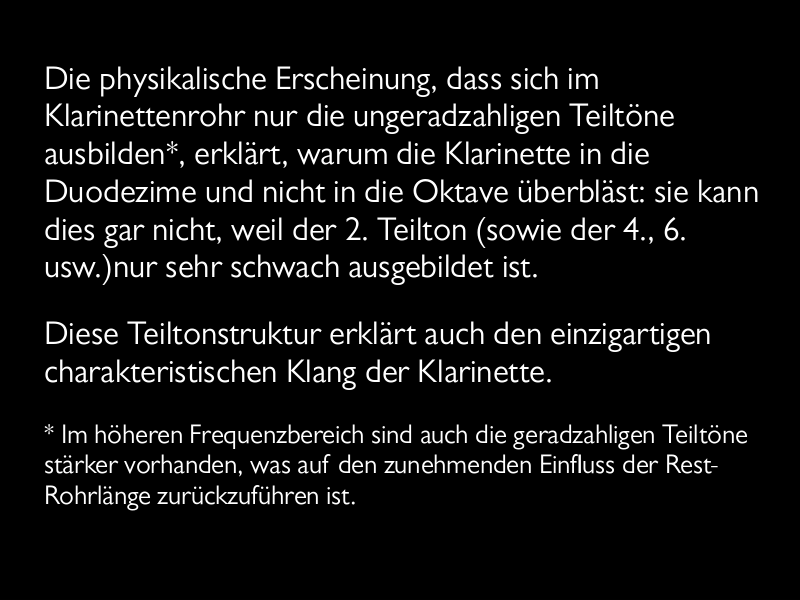 Die physikalische Erscheinung, dass sich im
Klarinettenrohr nur die ungeradzahligen Teiltöne
ausbilden*, erklärt, warum die Klarinette in die
Duodezime und nicht in die Oktave überbläst: sie kann
dies gar nicht, weil der 2. Teilton (sowie der 4., 6.
usw.)nur sehr schwach ausgebildet ist.
Diese Teiltonstruktur erklärt auch den einzigartigen
charakteristischen Klang der Klarinette.
* Im höheren Frequenzbereich sind auch die geradzahligen Teiltöne
stärker vorhanden, was auf den zunehmenden Einfluss der Rest-
Rohrlänge zurückzuführen ist.